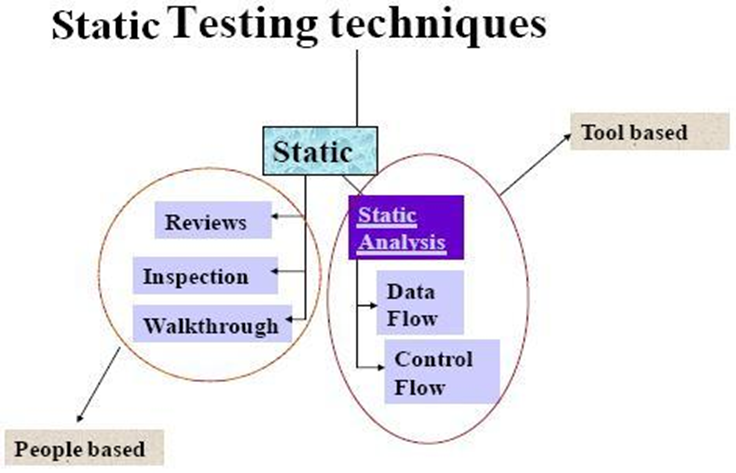 Static Testing techniques
Tool based
Static
Reviews
Static
Analysis
Inspection
Data
Flow
Walkthrough
Control
Flow
People based